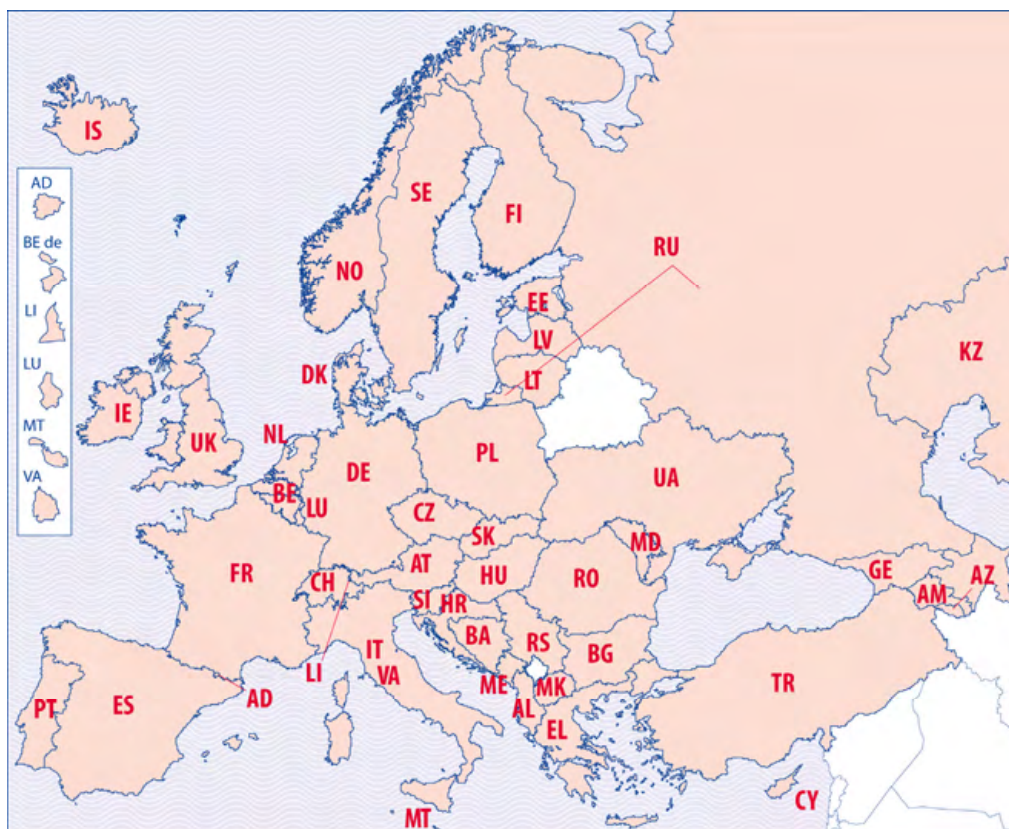 IS
AD
BE de
LI
LU
MT
VA
SE
FI
NO
RU
EE
LV
LT
KZ
DK
IE
UK
NL
BE
LU
DE
PL
UA
CZ
SK
MD
FR
CH
AT
HU
RO
SI
HR
BA
RS
BG
GE
AM
AZ
IT
VA
LI
ME
MK
AL
EL
TR
PT
ES
AD
MT
CY